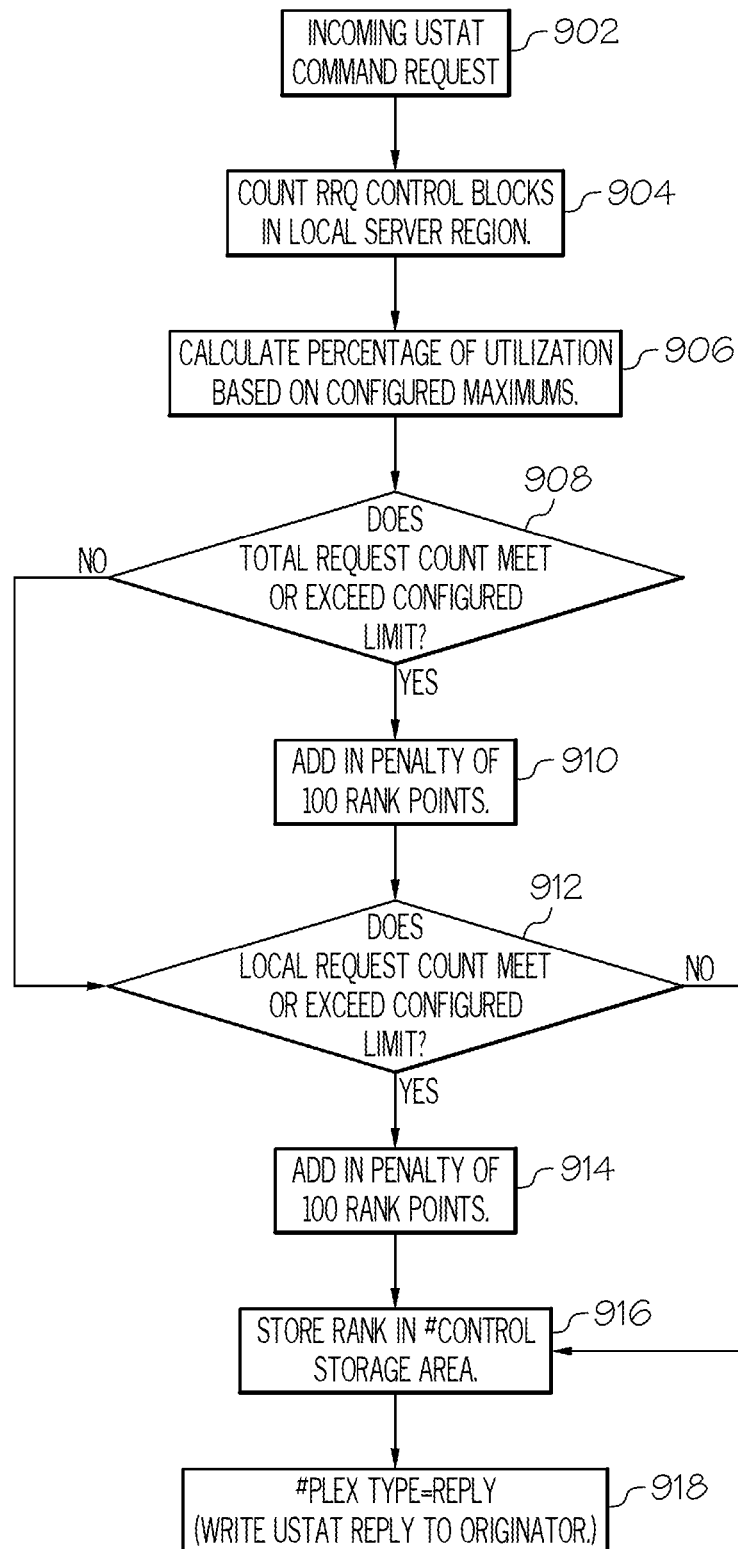 INCOMING USTAT
COMMAND REQUEST
902
COUNT RRQ CONTROL BLOCKS
IN LOCAL SERVER REGION.
904
CALCULATE PERCENTAGE OF UTILIZATION
BASED ON CONFIGURED MAXIMUMS.
906
908
DOES
TOTAL REQUEST COUNT MEET
OR EXCEED CONFIGURED
LIMIT?
NO
YES
ADD IN PENALTY OF
100 RANK POINTS.
910
912
DOES
LOCAL REQUEST COUNT MEET
OR EXCEED CONFIGURED
LIMIT?
NO
YES
ADD IN PENALTY OF
100 RANK POINTS.
914
STORE RANK IN #CONTROL
STORAGE AREA.
916
#PLEX TYPE=REPLY
(WRITE USTAT REPLY TO ORIGINATOR.)
918